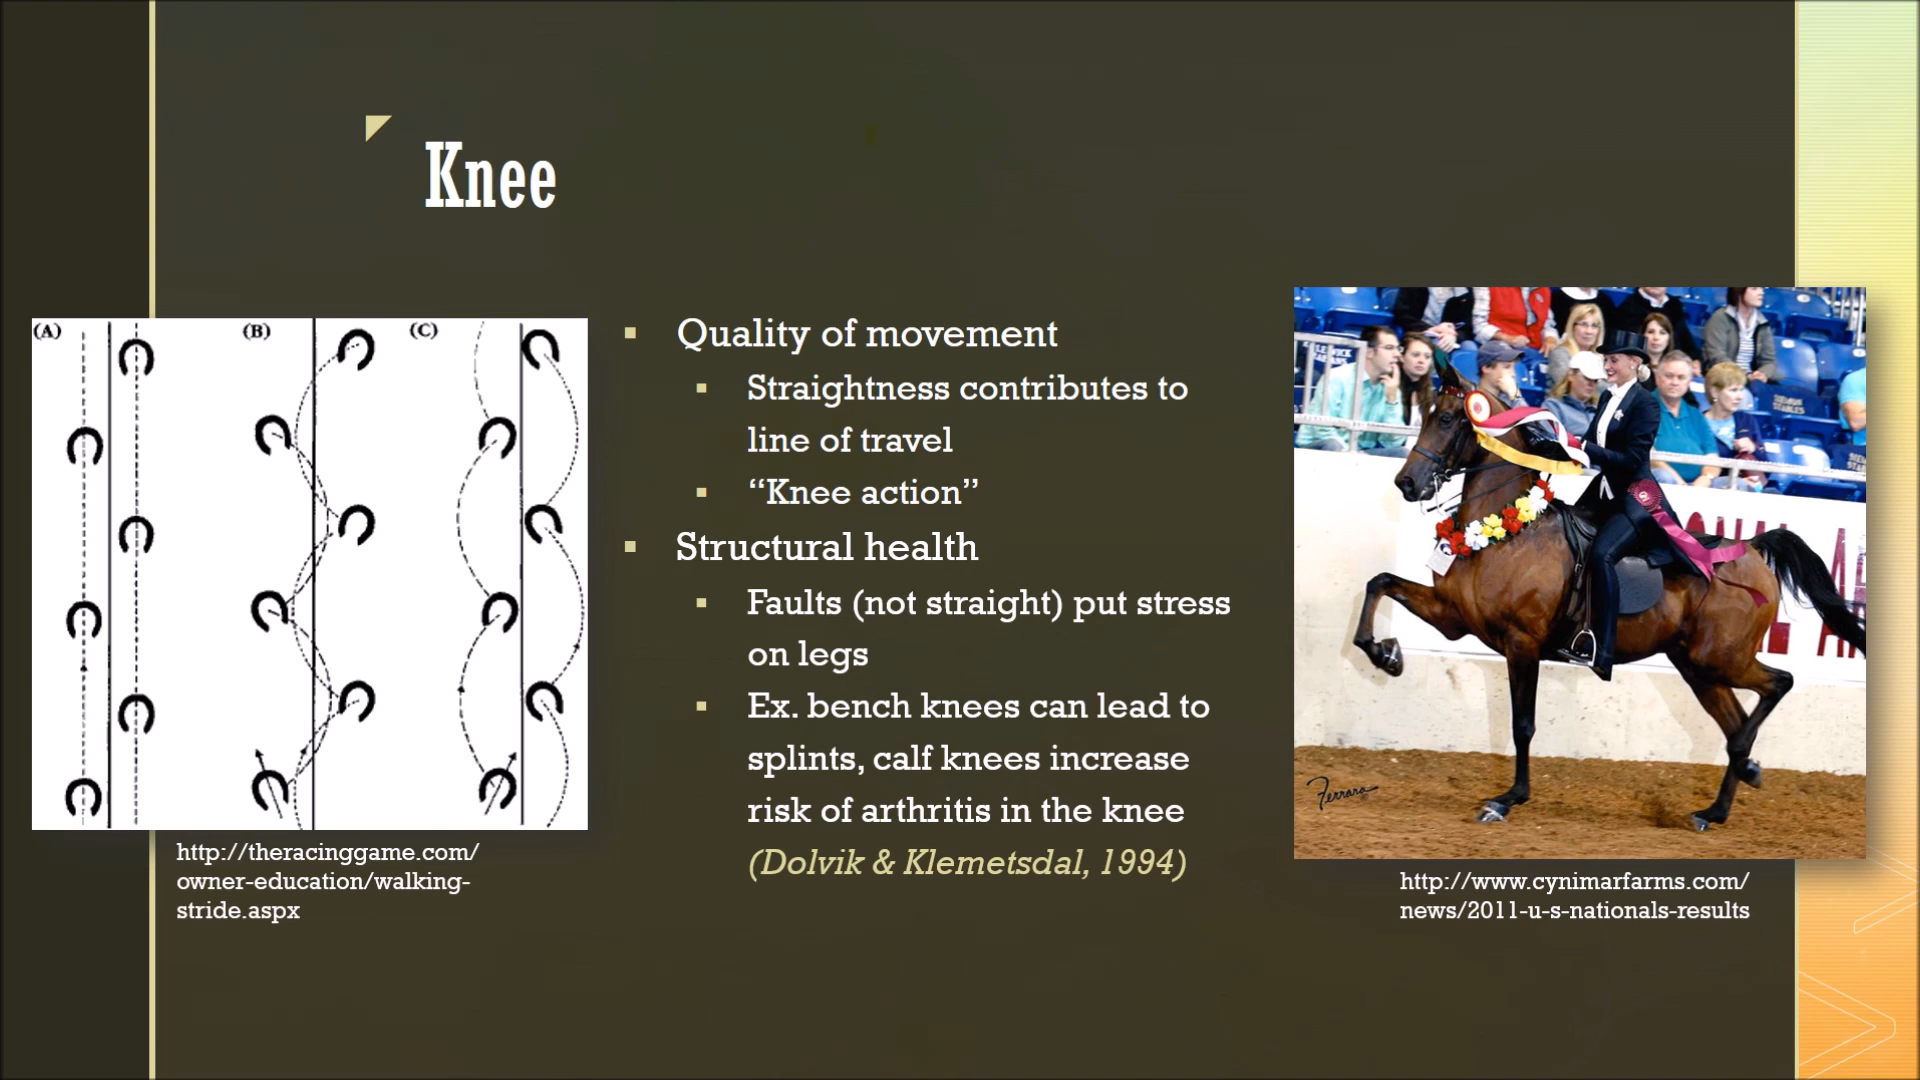 Knee
(A) (B) (C)
Quality of movement
Straightness contributes to
line of travel
“Knee action”
Structural health
Faults (not straight) put stress
on legs
Ex. bench knees can lead to
splints, calf knees increase
risk of arthritis in the knee
(Dolvik & Klemetsdal, 1994)
http://theracinggame.com/
owner-education/walking-
stride.aspx
Ferrara
http://www.cynimarfarms.com/
news/2011-u-s-nationals-results